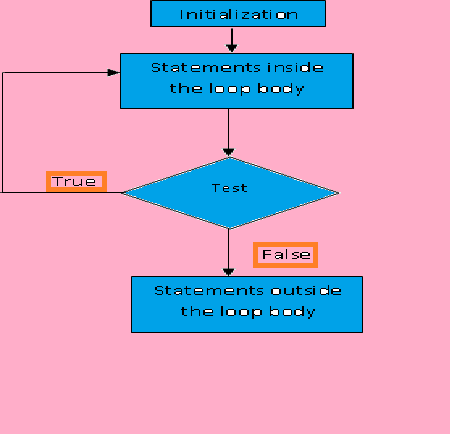 Initialization
Statements inside
the loop body
True
Test
False
Statements outside
the loop body